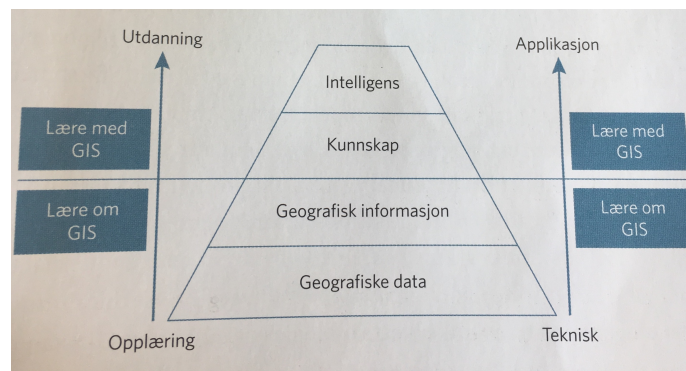 Utdanning
Applikasjon
Intelligens
Lære med
GIS
Kunnskap
Lære med
GIS
Lære om
GIS
Geografisk informasjon
Lære om
GIS
Geografiske data
Opplæring
Teknisk